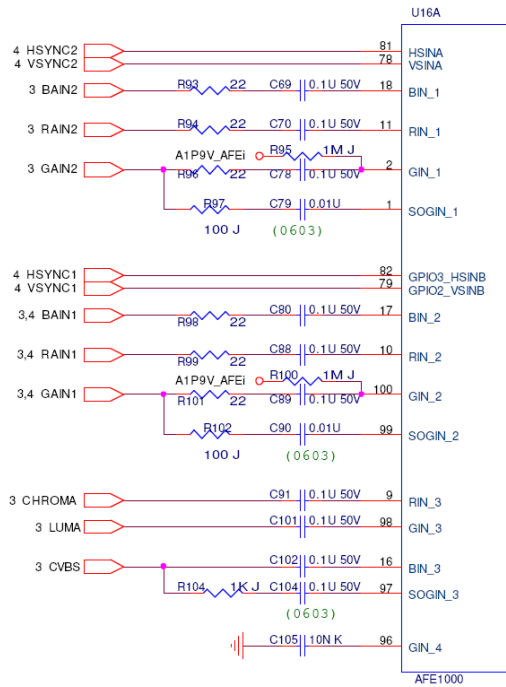 U16A
4 HSYNC2 81 HSINA
4 VSYNC2 78 VSINA
3 BAIN2 R93 22 C69 0.1U 50V 18 BIN_1
3 RAIN2 R94 22 C70 0.1U 50V 11 RIN_1
A1P9V_AFEi R95 1M J
3 GAIN2 R96 22 C78 0.1U 50V 2 GIN_1
R97 100 J C79 0.01U 1 SOGIN_1
(0603)
4 HSYNC1 82 GPIO3_HSINB
4 VSYNC1 79 GPIO2_VSINB
3,4 BAIN1 R98 22 C80 0.1U 50V 17 BIN_2
3,4 RAIN1 R99 22 C88 0.1U 50V 10 RIN_2
A1P9V_AFEi R100 1M J
3,4 GAIN1 R101 22 C89 0.1U 50V 100 GIN_2
R102 100 J C90 0.01U 99 SOGIN_2
(0603)
3 CHROMA C91 0.1U 50V 9 RIN_3
3 LUMA C101 0.1U 50V 98 GIN_3
3 CVBS C102 0.1U 50V 16 BIN_3
R104 1K J C104 0.1U 50V 97 SOGIN_3
(0603)
C105 10N K 96 GIN_4
AFE1000